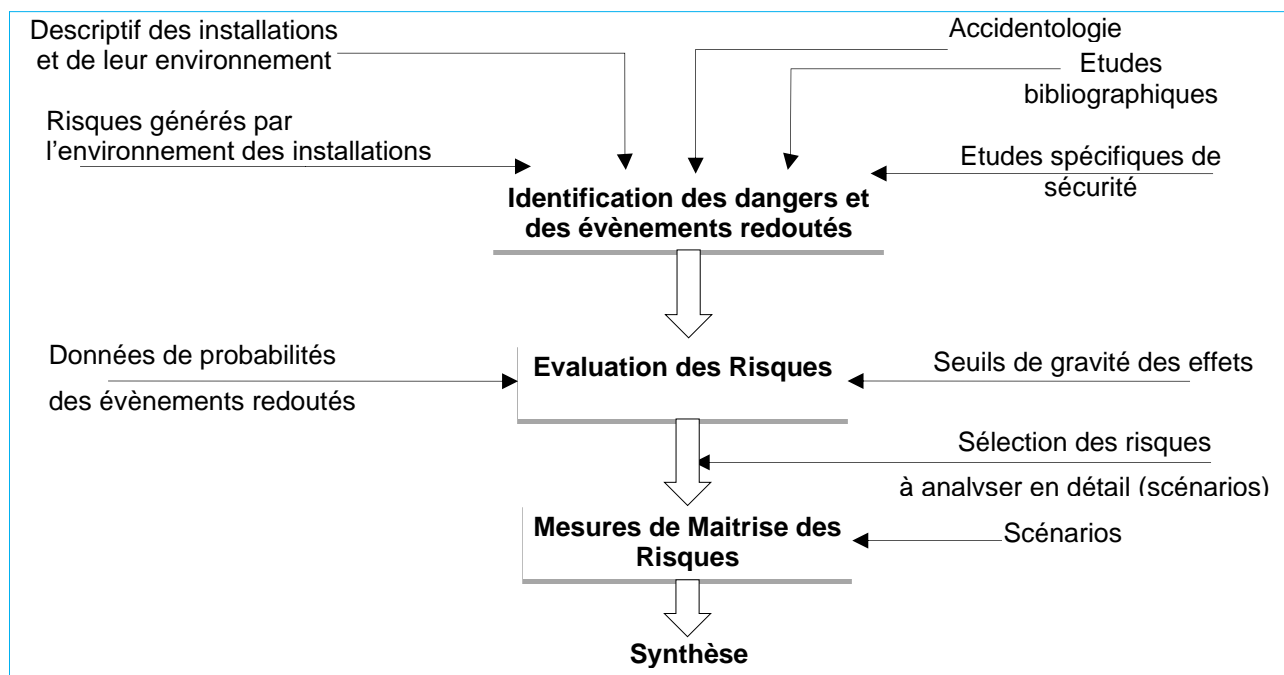 Descriptif des installations
et de leur environnement
Accidentologie
Etudes
bibliographiques
Risques générés par
l'environnement des installations
Etudes spécifiques de
sécurité
Identification des dangers et
des évènements redoutés
Données de probabilités
des évènements redoutés
Evaluation des Risques
Seuils de gravité des effets
Sélection des risques
à analyser en détail (scénarios)
Mesures de Maitrise des
Risques
Scénarios
Synthèse